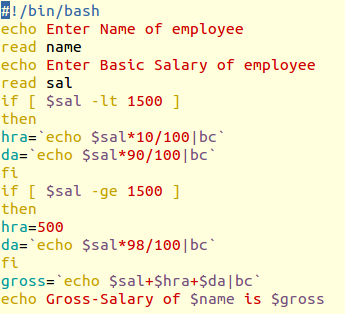 #!/bin/bash
echo Enter Name of employee
read name
echo Enter Basic Salary of employee
read sal
if [ $sal -lt 1500 ]
then
hra=`echo $sal*10/100|bc`
da=`echo $sal*90/100|bc`
fi
if [ $sal -ge 1500 ]
then
hra=500
da=`echo $sal*98/100|bc`
fi
gross=`echo $sal+$hra+$da|bc`
echo Gross-Salary of $name is $gross